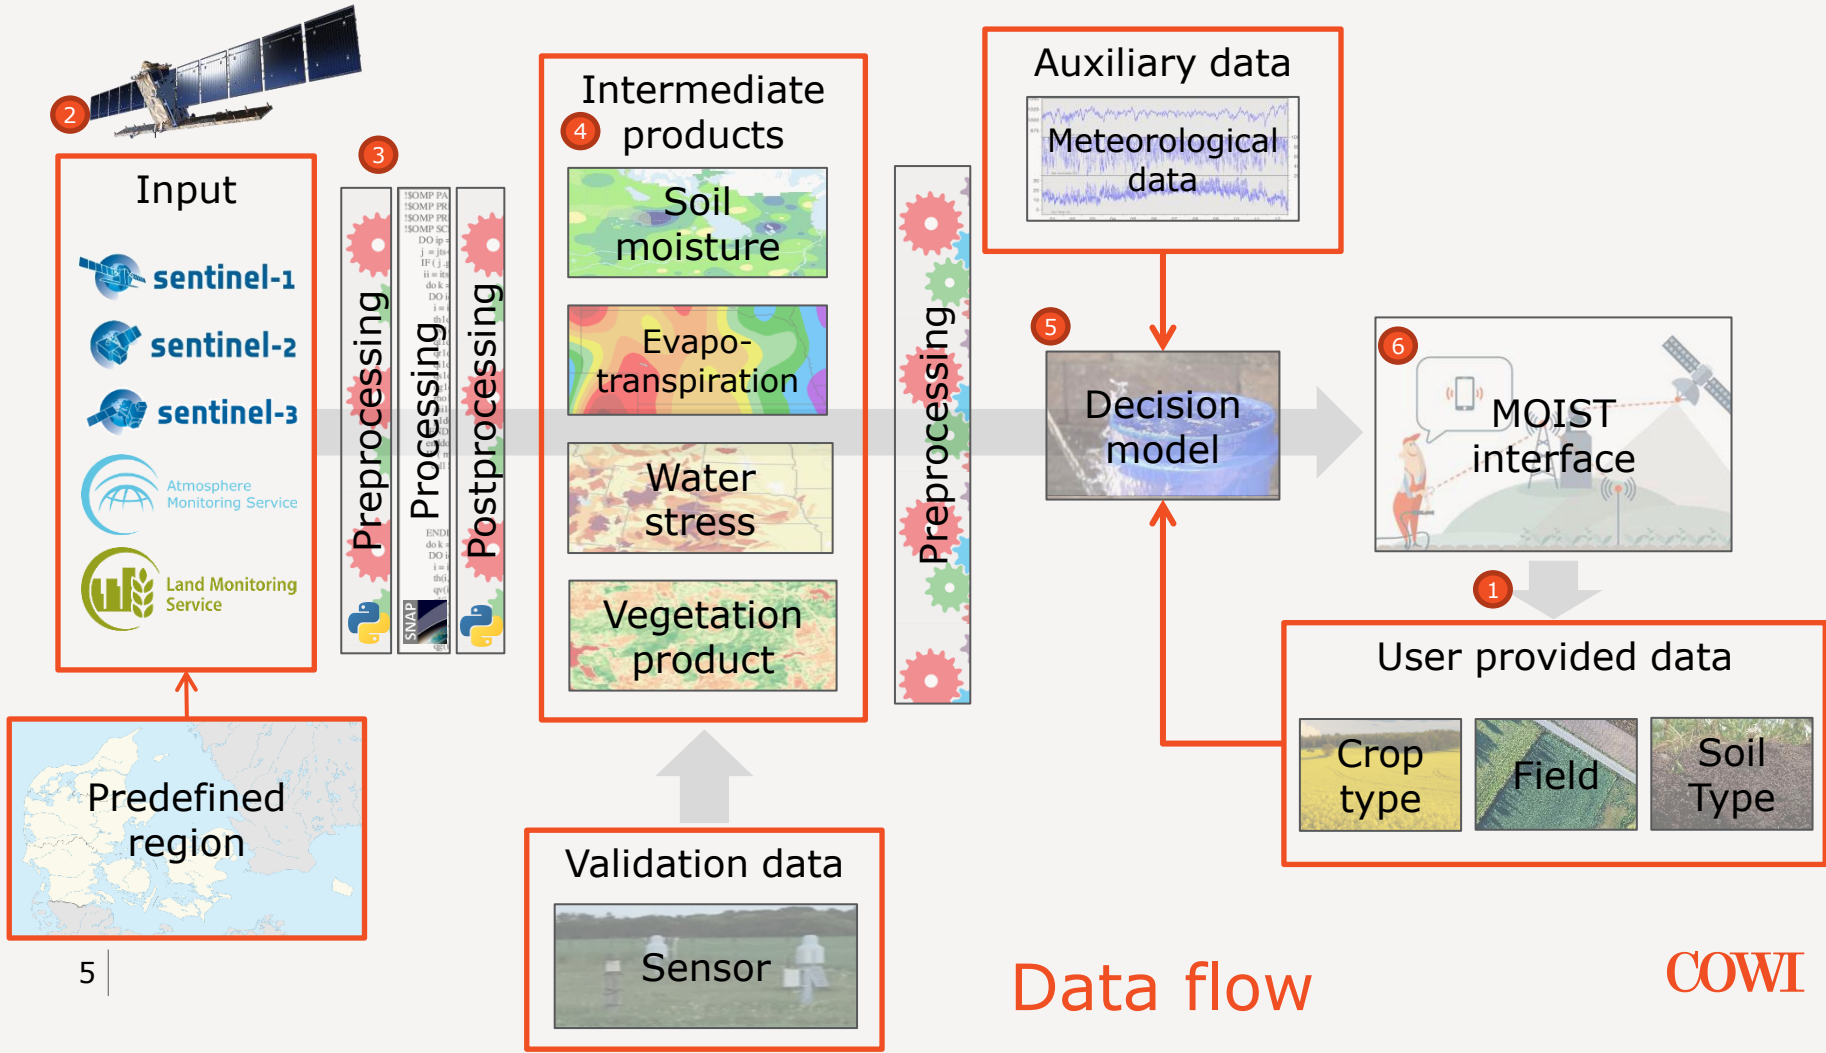 2
Input
sentinel-1
sentinel-2
sentinel-3
Atmosphere
Monitoring Service
Land Monitoring
Service
Predefined
region
3
Preprocessing
Processing
Postprocessing
SNAP
Intermediate
4
products
Soil
moisture
Evapo-
transpiration
Water
stress
Vegetation
product
Validation data
Sensor
Preprocessing
Auxiliary data
Meteorological
data
5
Decision
model
6
MOIST
interface
1
User provided data
Crop
type
Field
Soil
Type
5
Data flow
COWI